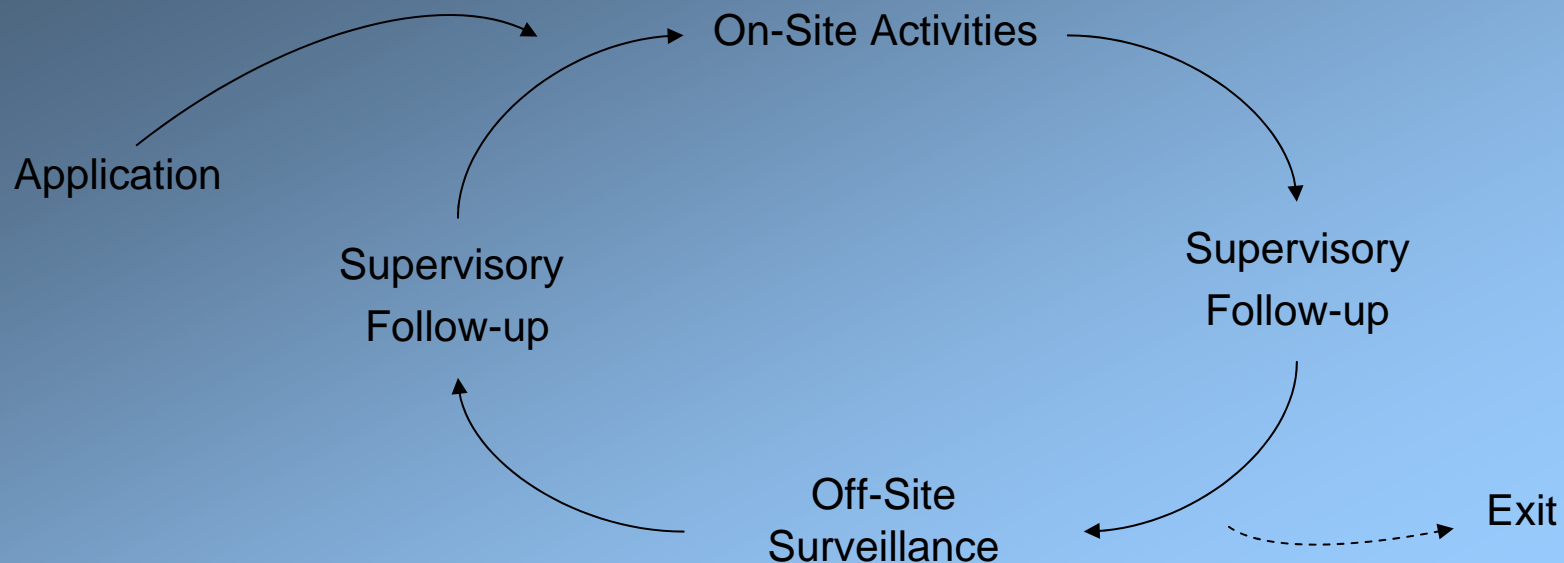 On-Site Activities
Application
Supervisory
Follow-up
Supervisory
Follow-up
Off-Site
Surveillance
Exit